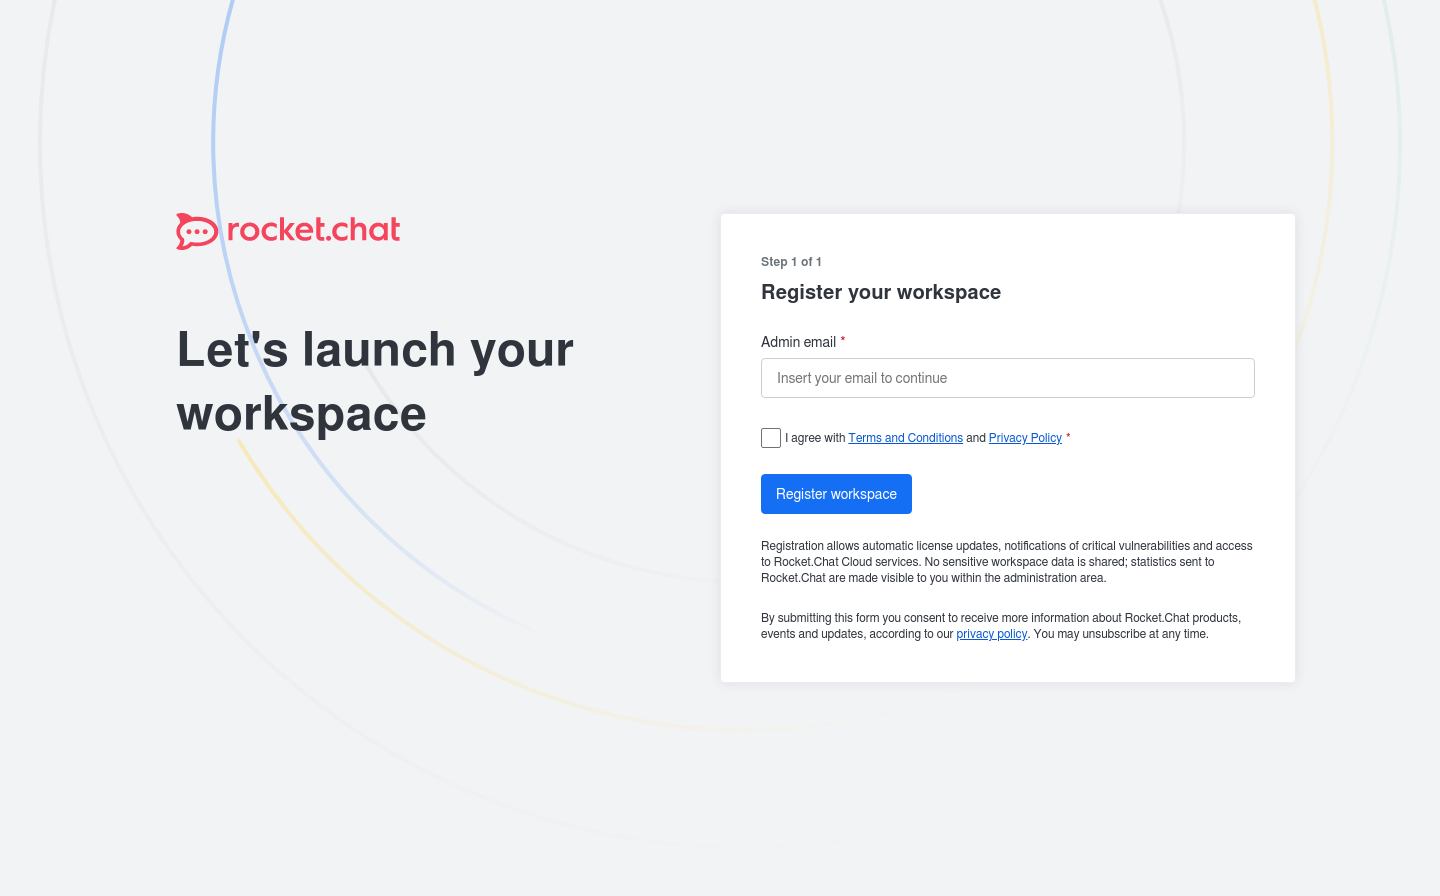 rocket.chat
Let's launch your
workspace
Step 1 of 1
Register your workspace
Admin email *
Insert your email to continue
I agree with Terms and Conditions and Privacy Policy *
Register workspace
Registration allows automatic license updates, notifications of critical vulnerabilities and access
to Rocket.Chat Cloud services. No sensitive workspace data is shared; statistics sent to
Rocket.Chat are made visible to you within the administration area.
By submitting this form you consent to receive more information about Rocket.Chat products,
events and updates, according to our privacy policy. You may unsubscribe at any time.